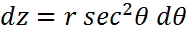 dz = r sec²θ dθ